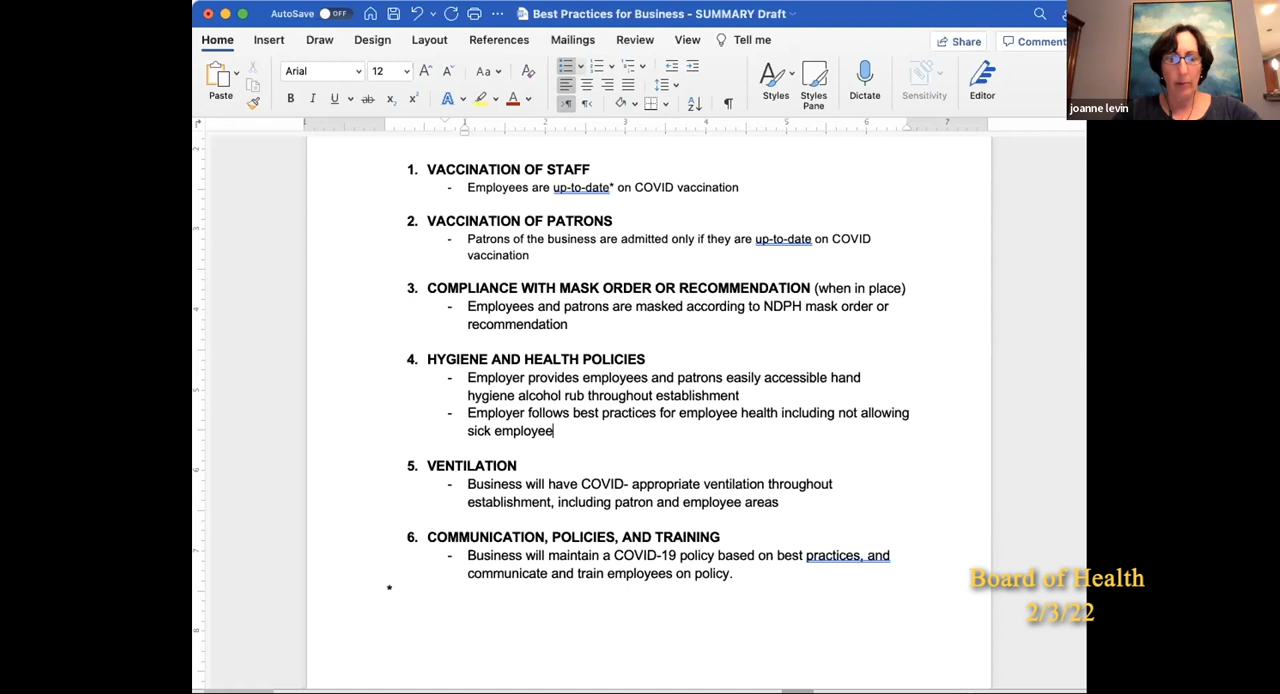 AutoSave OFF ... Best Practices for Business - SUMMARY Draft
Home Insert Draw Design Layout References Mailings Review View Tell me Share Comment
Paste Arial 12 Styles Styles Pane Dictate Sensitivity Editor
joanne levin
1. VACCINATION OF STAFF
- Employees are up-to-date* on COVID vaccination
2. VACCINATION OF PATRONS
- Patrons of the business are admitted only if they are up-to-date on COVID
vaccination
3. COMPLIANCE WITH MASK ORDER OR RECOMMENDATION (when in place)
- Employees and patrons are masked according to NDPH mask order or
recommendation
4. HYGIENE AND HEALTH POLICIES
- Employer provides employees and patrons easily accessible hand
hygiene alcohol rub throughout establishment
- Employer follows best practices for employee health including not allowing
sick employee
5. VENTILATION
- Business will have COVID- appropriate ventilation throughout
establishment, including patron and employee areas
6. COMMUNICATION, POLICIES, AND TRAINING
- Business will maintain a COVID-19 policy based on best practices, and
communicate and train employees on policy.
*
Board of Health
2/3/22